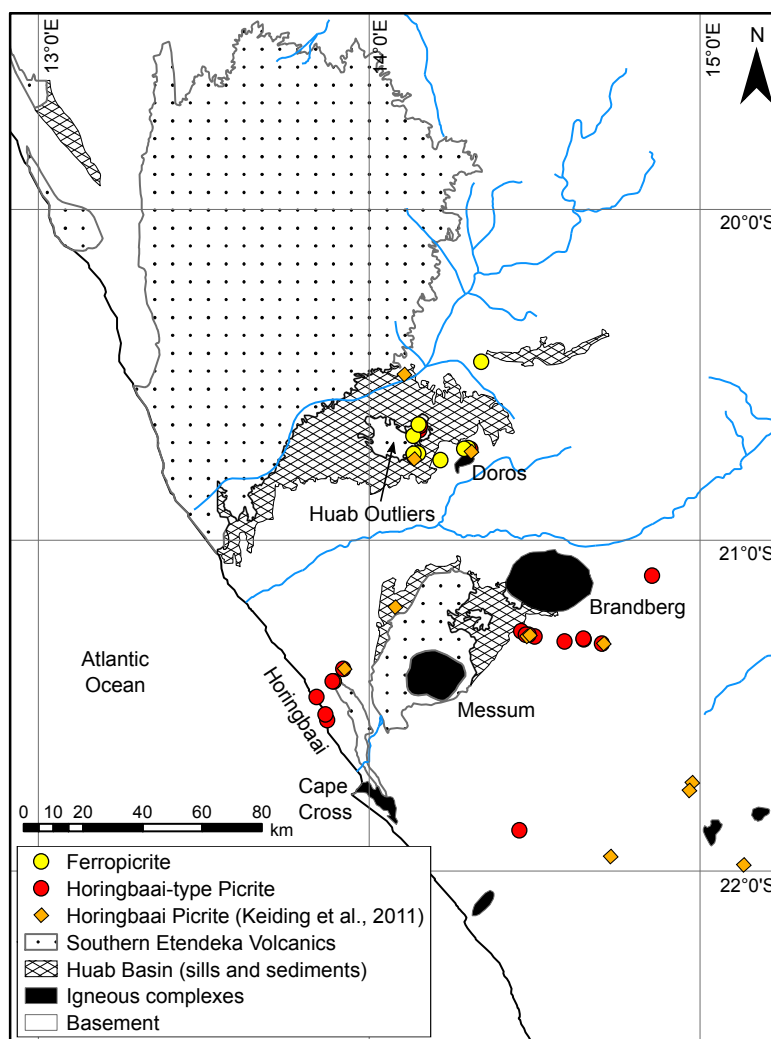 13°0'E
14°0'E
15°0'E
N
20°0'S
Doros
Huab Outliers
21°0'S
Brandberg
Atlantic
Ocean
Horingbaai
Messum
Cape
Cross
0 10 20 40 60 80
km
22°0'S
Ferropicrite
Horingbaai-type Picrite
Horingbaai Picrite (Keiding et al., 2011)
Southern Etendeka Volcanics
Huab Basin (sills and sediments)
Igneous complexes
Basement